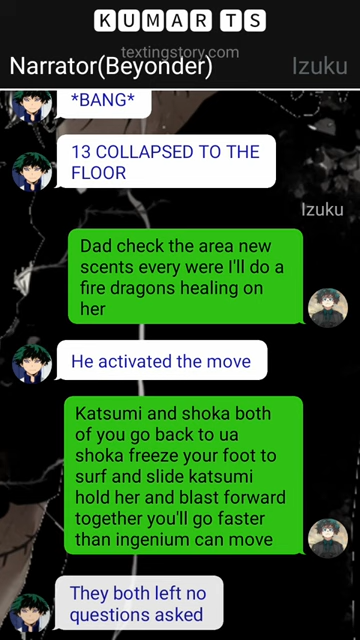 KUMAR TS
textingstory.com
Narrator(Beyonder) Izuku
*BANG*
13 COLLAPSED TO THE
FLOOR
Izuku
Dad check the area new
scents every were I'll do a
fire dragons healing on
her
He activated the move
Katsumi and shoka both
of you go back to ua
shoka freeze your foot to
surf and slide katsumi
hold her and blast forward
together you'll go faster
than ingenium can move
They both left no
questions asked